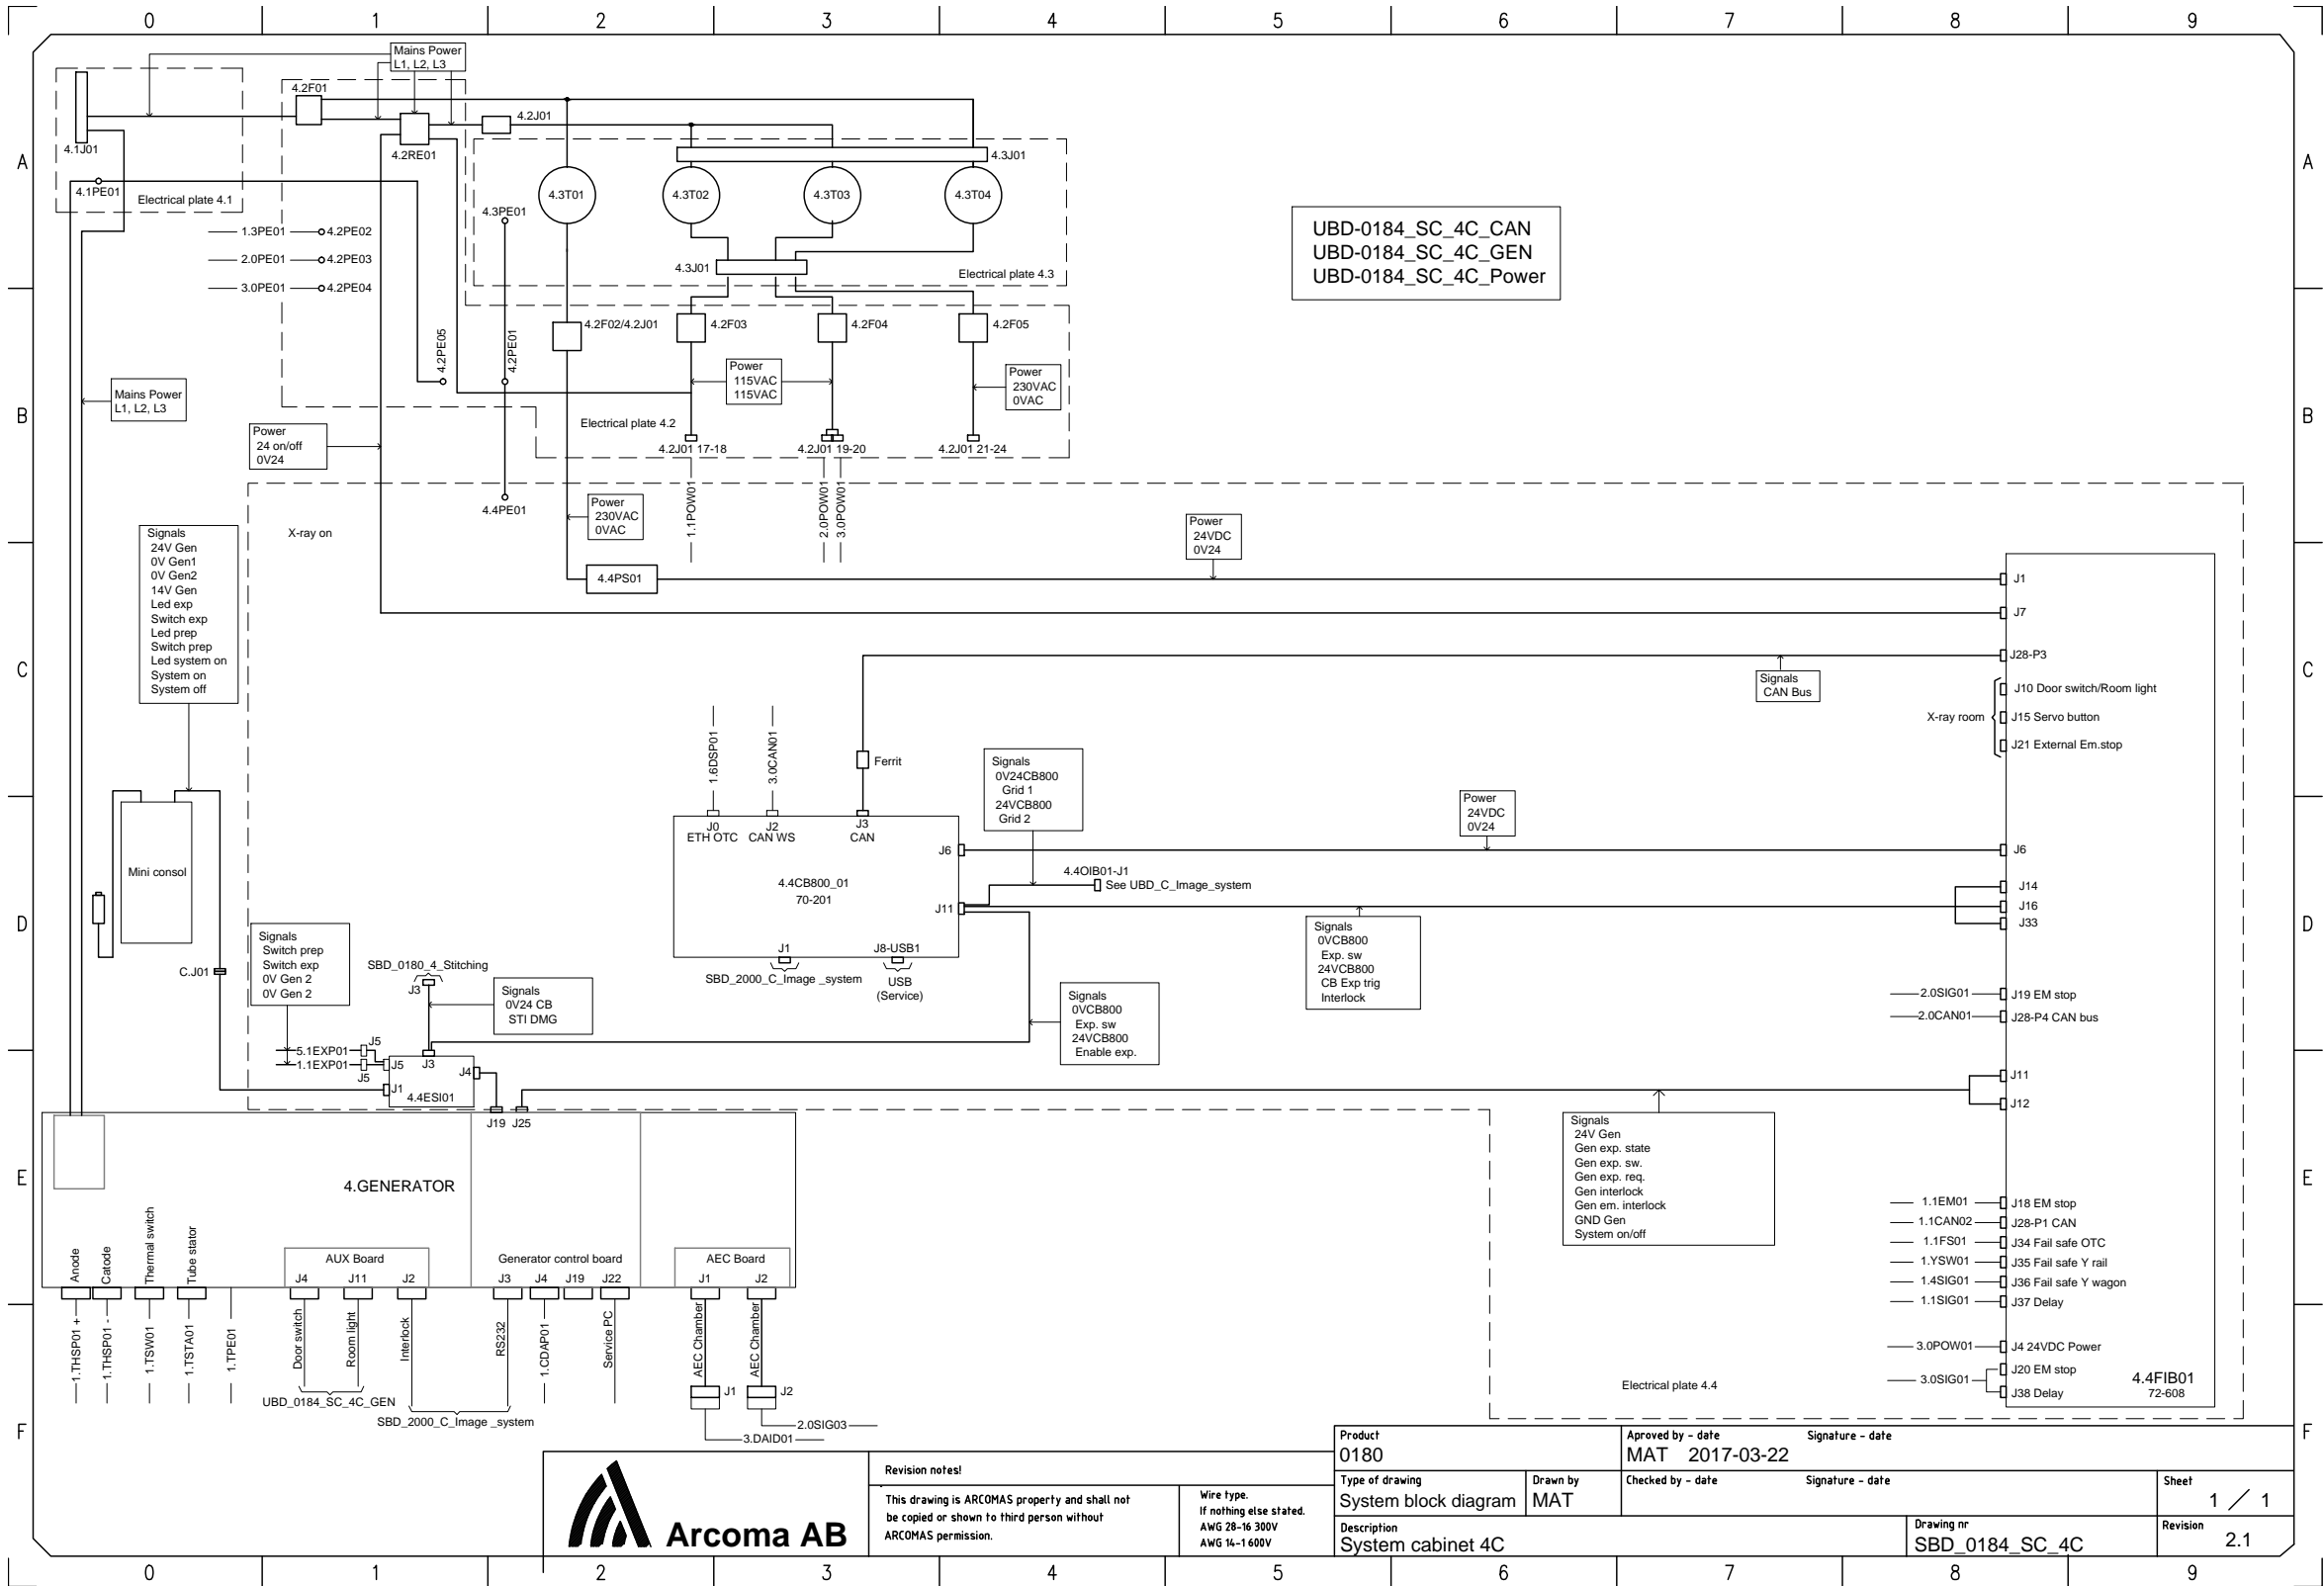 0 1 2 3 4 5 6 7 8 9
A
B
C
D
E
F
A
B
C
D
E
F
Mains Power
L1, L2, L3
4.2F01
4.2J01
4.1J01
4.2RE01
4.3J01
4.1PE01
Electrical plate 4.1
4.3T01
4.3T02
4.3T03
4.3T04
4.3PE01
1.3PE01
4.2PE02
2.0PE01
4.2PE03
3.0PE01
4.2PE04
4.3J01
Electrical plate 4.3
UBD-0184_SC_4C_CAN
UBD-0184_SC_4C_GEN
UBD-0184_SC_4C_Power
4.2PE05
4.2PE01
4.2F02/4.2J01
4.2F03
4.2F04
4.2F05
Power
115VAC
115VAC
Power
230VAC
0VAC
Mains Power
L1, L2, L3
Power
24 on/off
0V24
Electrical plate 4.2
4.2J01 17-18
4.2J01 19-20
4.2J01 21-24
4.4PE01
Power
230VAC
0VAC
1.1POW01
2.0POW01
3.0POW01
X-ray on
Power
24VDC
0V24
Signals
24V Gen
0V Gen1
0V Gen2
14V Gen
Led exp
Switch exp
Led prep
Switch prep
Led system on
System on
System off
4.4PS01
J1
J7
J28-P3
Signals
CAN Bus
X-ray room
J10 Door switch/Room light
J15 Servo button
J21 External Em.stop
1.6DSP01
3.0CAN01
Ferrit
Signals
0V24CB800
Grid 1
24VCB800
Grid 2
Power
24VDC
0V24
J0
ETH OTC
J2
CAN WS
J3
CAN
J6
J6
4.4CB800_01
70-201
4.4OIB01-J1
See UBD_C_Image_system
J11
J14
J16
J33
Mini consol
J1
J8-USB1
SBD_2000_C_Image _system
USB
(Service)
Signals
0VCB800
Exp. sw
24VCB800
CB Exp trig
Interlock
Signals
Switch prep
Switch exp
0V Gen 2
0V Gen 2
C.J01
SBD_0180_4_Stitching
J3
Signals
0V24 CB
STI DMG
Signals
0VCB800
Exp. sw
24VCB800
Enable exp.
2.0SIG01
J19 EM stop
2.0CAN01
J28-P4 CAN bus
5.1EXP01
J5
1.1EXP01
J5
J5
J3
J4
J1
4.4ESI01
J11
J12
J19 J25
Signals
24V Gen
Gen exp. state
Gen exp. sw.
Gen exp. req.
Gen interlock
Gen em. interlock
GND Gen
System on/off
4.GENERATOR
Anode
Catode
Thermal switch
Tube stator
AUX Board
J4 J11 J2
Generator control board
J3 J4 J19 J22
AEC Board
J1 J2
1.1EM01
J18 EM stop
1.1CAN02
J28-P1 CAN
1.1FS01
J34 Fail safe OTC
1.YSW01
J35 Fail safe Y rail
1.4SIG01
J36 Fail safe Y wagon
1.1SIG01
J37 Delay
3.0POW01
J4 24VDC Power
3.0SIG01
J20 EM stop
J38 Delay
4.4FIB01
72-608
1.THSP01 +
1.THSP01 -
1.TSW01
1.TSTA01
1.TPE01
Door switch
Room light
Interlock
RS232
1.CDAP01
Service PC
AEC Chamber
AEC Chamber
J1
J2
UBD_0184_SC_4C_GEN
SBD_2000_C_Image _system
2.0SIG03
3.DAID01
Electrical plate 4.4
Arcoma AB
Revision notes!
This drawing is ARCOMAS property and shall not
be copied or shown to third person without
ARCOMAS permission.
Wire type.
If nothing else stated.
AWG 28-16 300V
AWG 14-1 600V
Product
0180
Aproved by - date
MAT 2017-03-22
Signature - date
Type of drawing
System block diagram
Drawn by
MAT
Checked by - date
Signature - date
Sheet
1 / 1
Description
System cabinet 4C
Drawing nr
SBD_0184_SC_4C
Revision
2.1
0 1 2 3 4 5 6 7 8 9